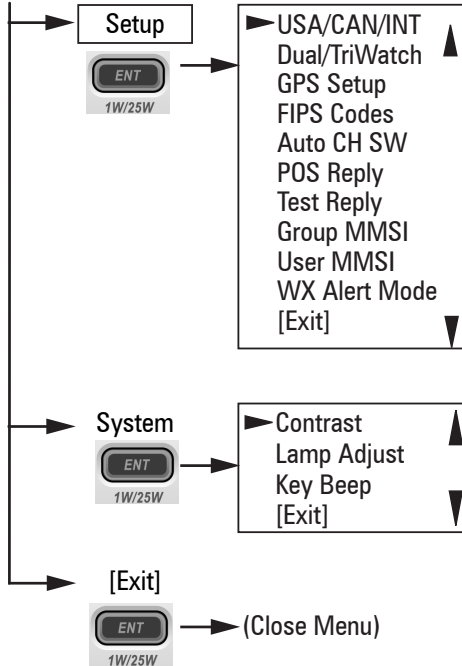 Setup
ENT
1W/25W
USA/CAN/INT
Dual/TriWatch
GPS Setup
FIPS Codes
Auto CH SW
POS Reply
Test Reply
Group MMSI
User MMSI
WX Alert Mode
[Exit]
System
ENT
1W/25W
Contrast
Lamp Adjust
Key Beep
[Exit]
[Exit]
ENT
1W/25W
(Close Menu)